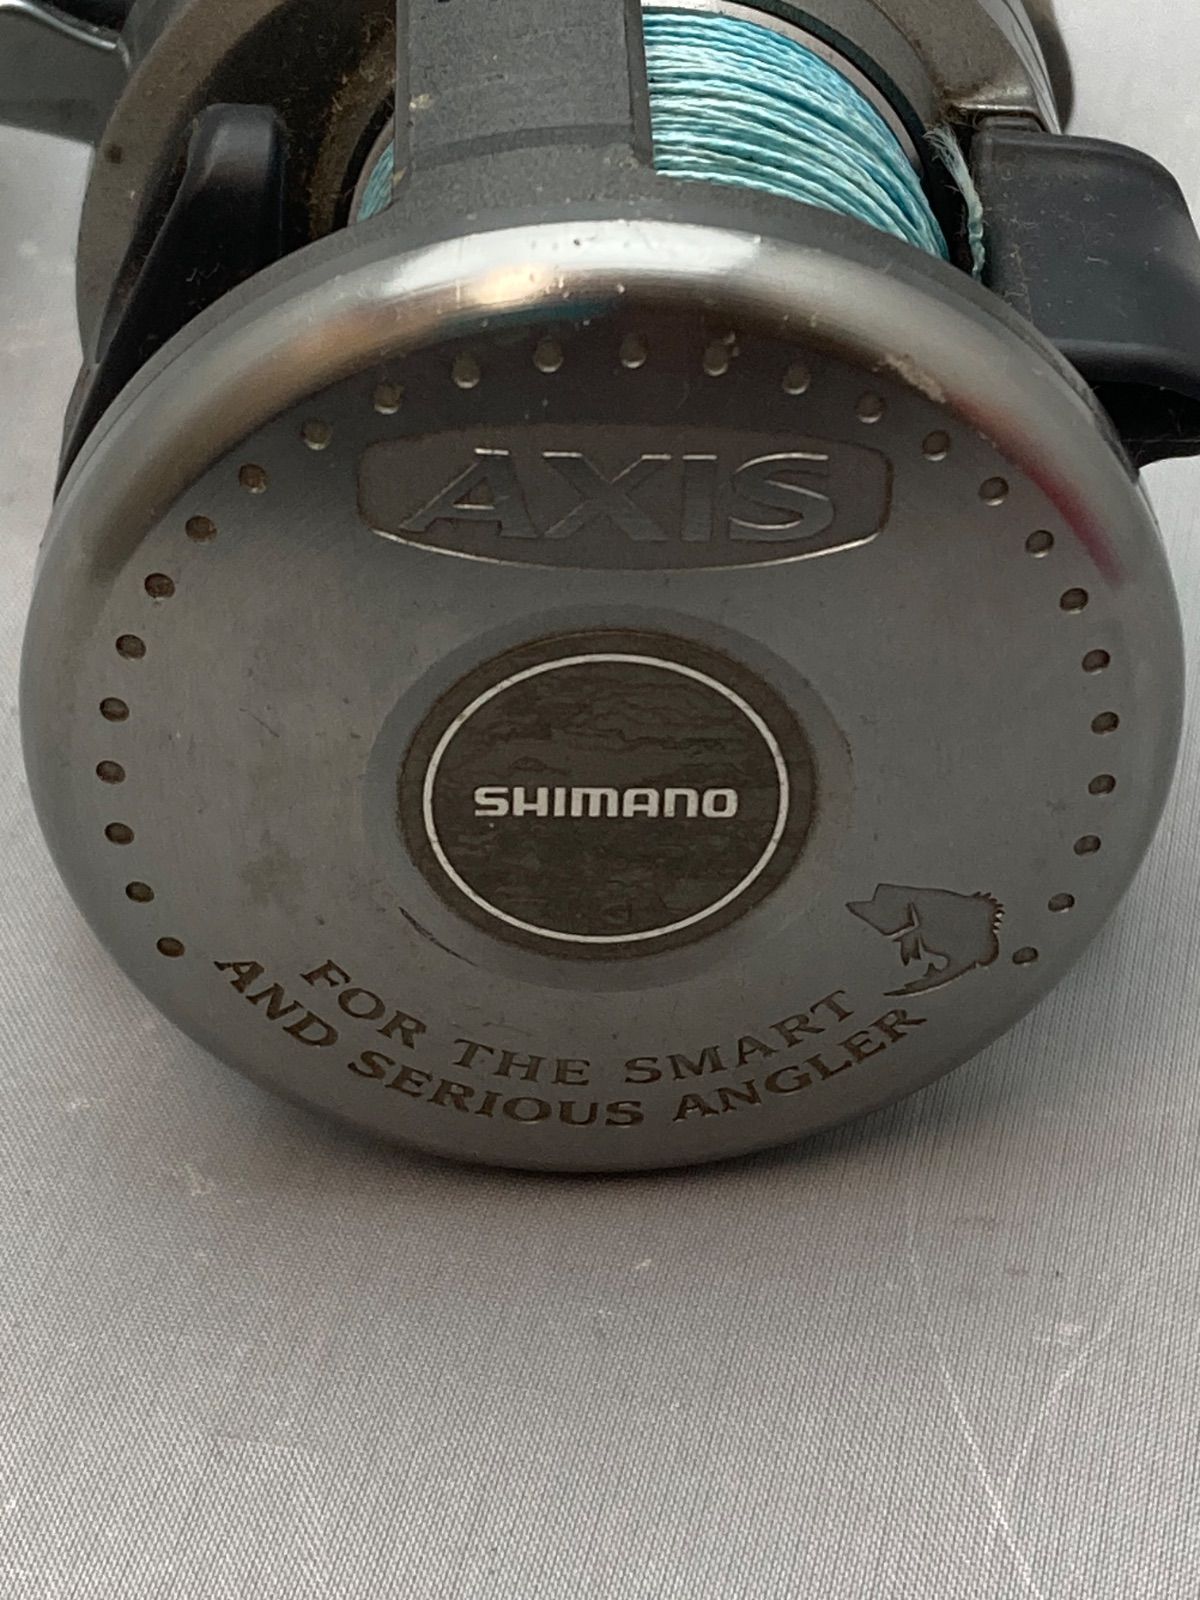 AXIS
SHIMANO
FOR THE SMART
AND SERIOUS ANGLER